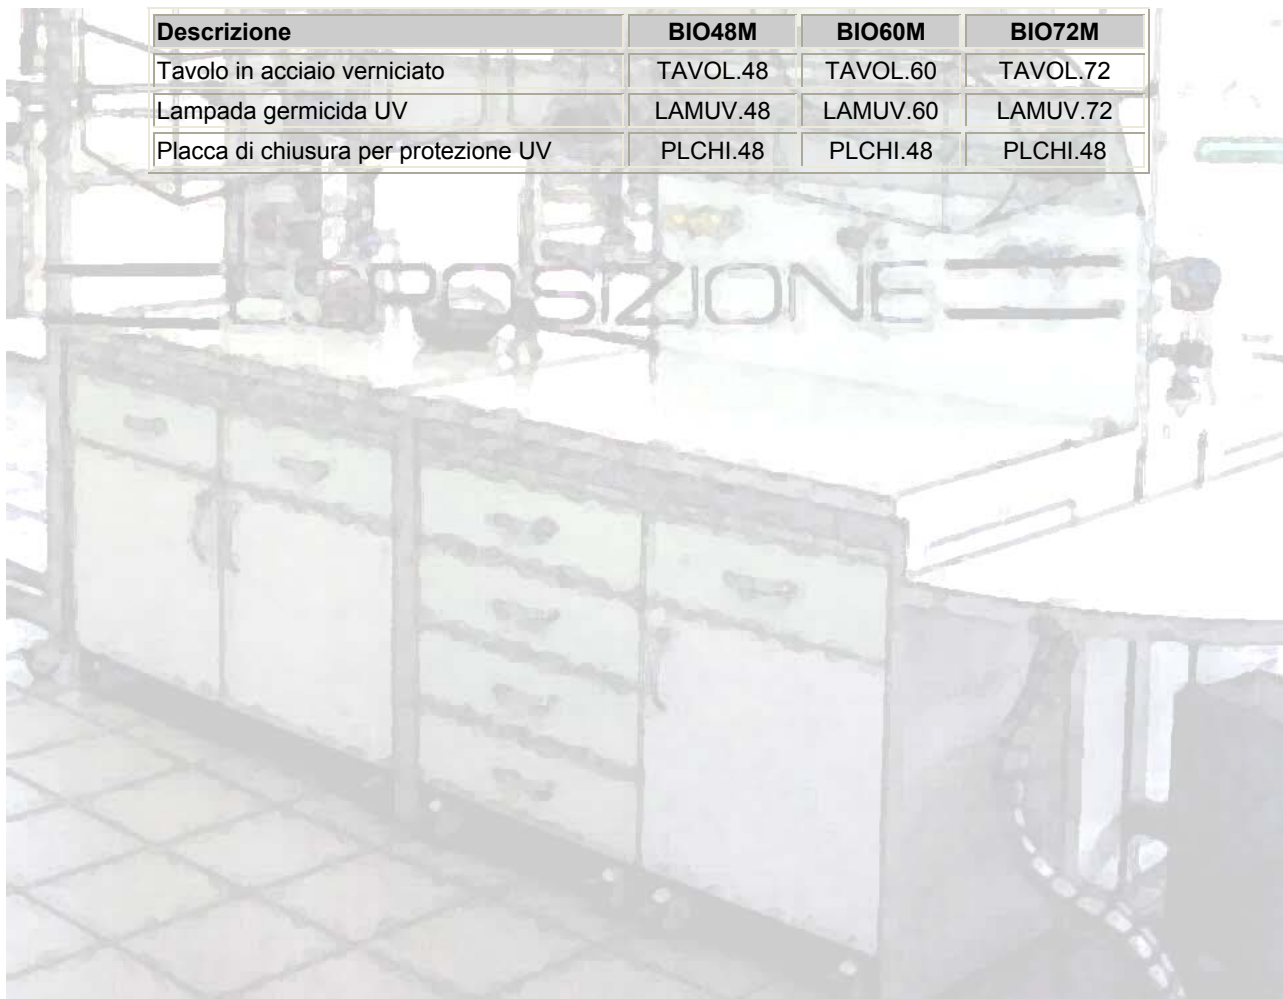 Descrizione BIO48M BIO60M BIO72M
Tavolo in acciaio verniciato TAVOL.48 TAVOL.60 TAVOL.72
Lampada germicida UV LAMUV.48 LAMUV.60 LAMUV.72
Placca di chiusura per protezione UV PLCHI.48 PLCHI.48 PLCHI.48
POSIZIONE